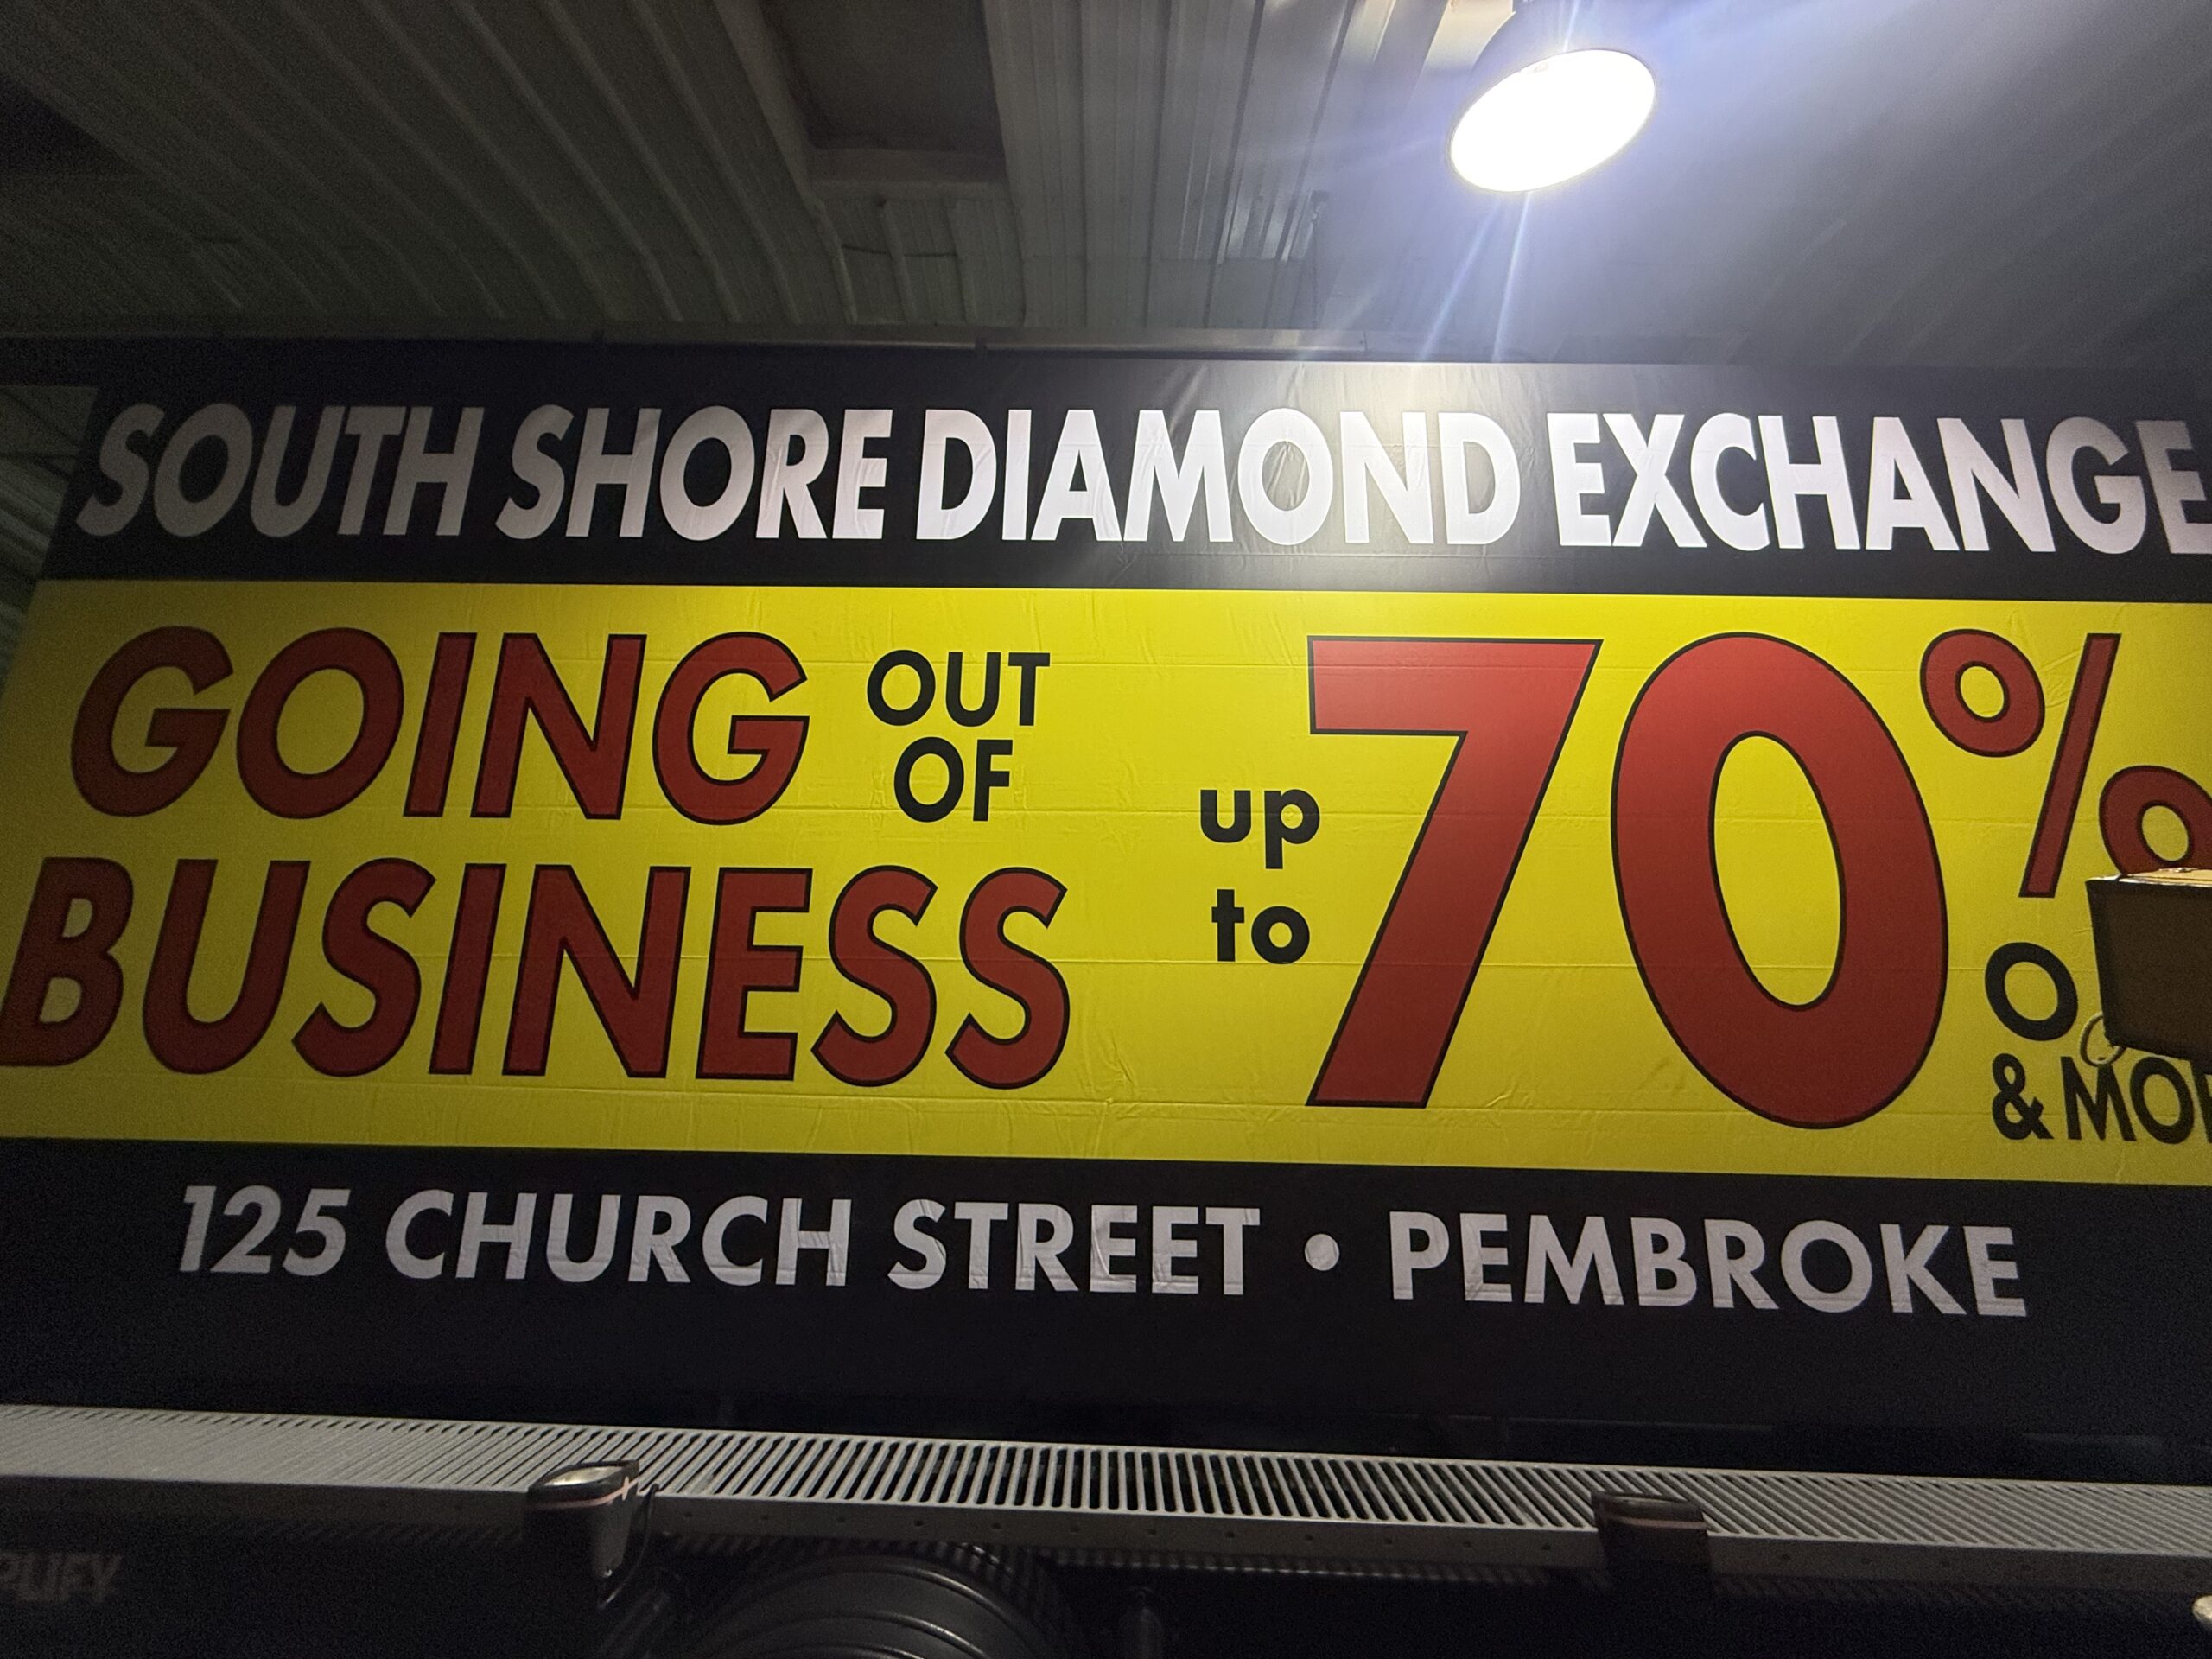 SOUTH SHORE DIAMOND EXCHANGE
GOING OUT OF
BUSINESS
up to 70%
&
125 CHURCH STREET • PEMBROKE